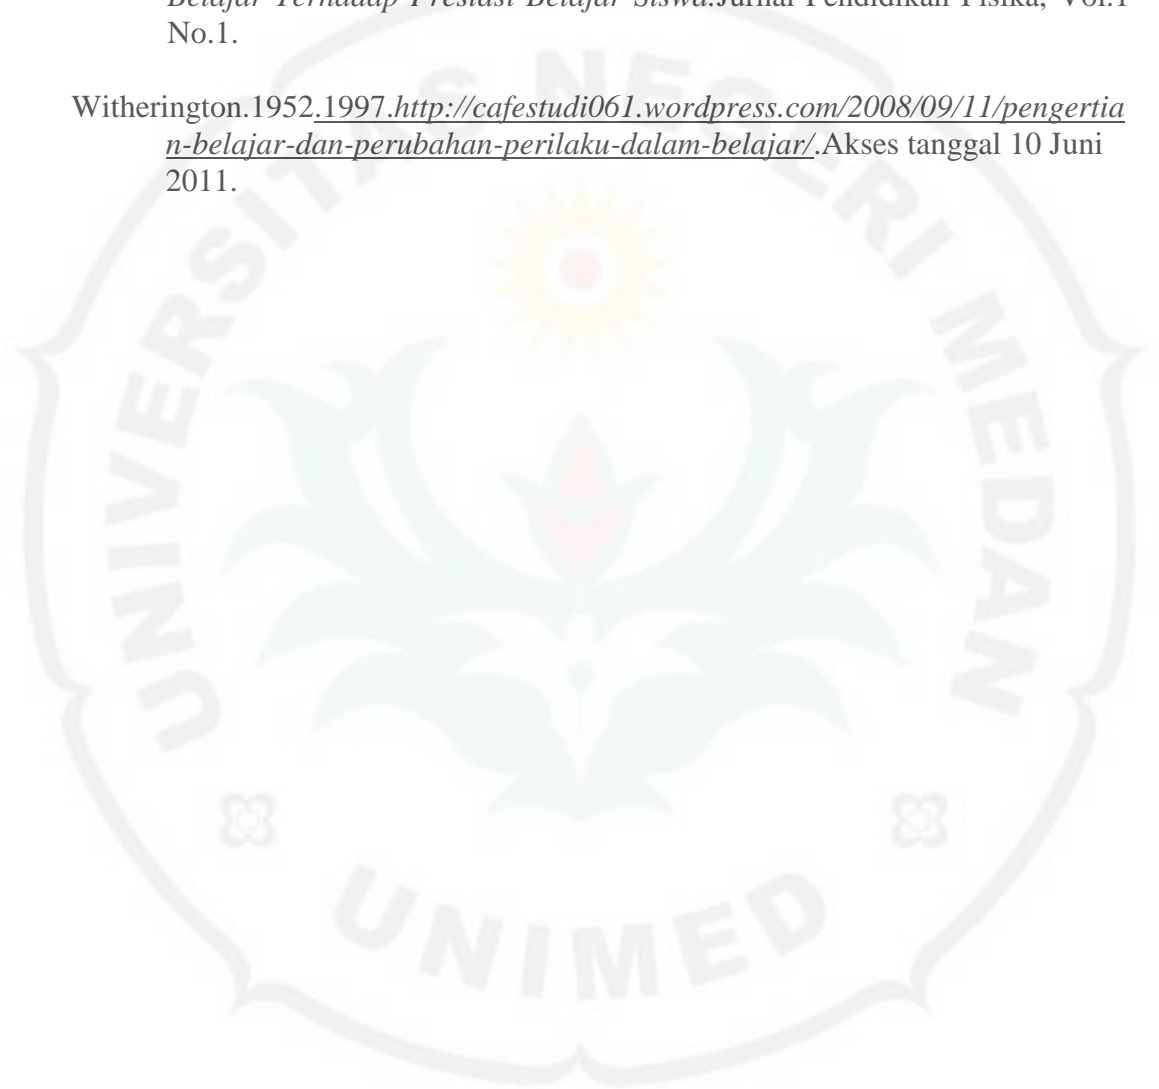 Belajar Terhadap Prestasi Belajar Siswa.Jurnal Pendidikan Fisika, Vol.1
No.1.
Witherington.1952.1997.http://cafestudi061.wordpress.com/2008/09/11/pengertia
n-belajar-dan-perubahan-perilaku-dalam-belajar/.Akses tanggal 10 Juni
2011.
UNIVERSITAS NEGERI MEDAN
UNIMED